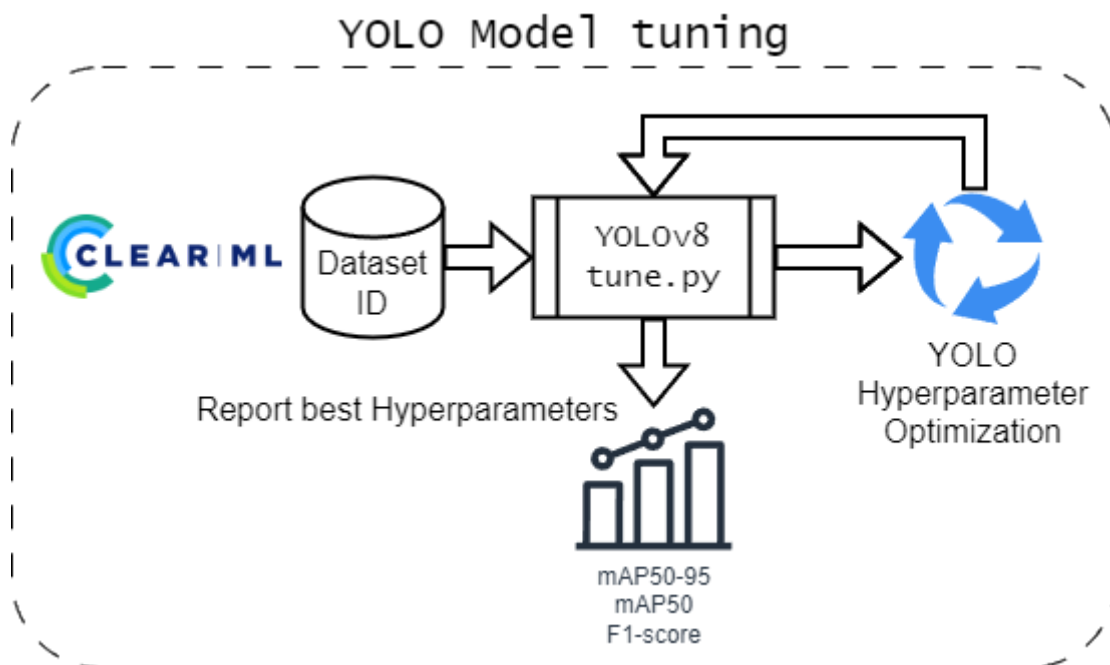 YOLO Model tuning
CLEAR|ML
Dataset
ID
YOLOv8
tune.py
YOLO
Hyperparameter
Optimization
Report best Hyperparameters
mAP50-95
mAP50
F1-score